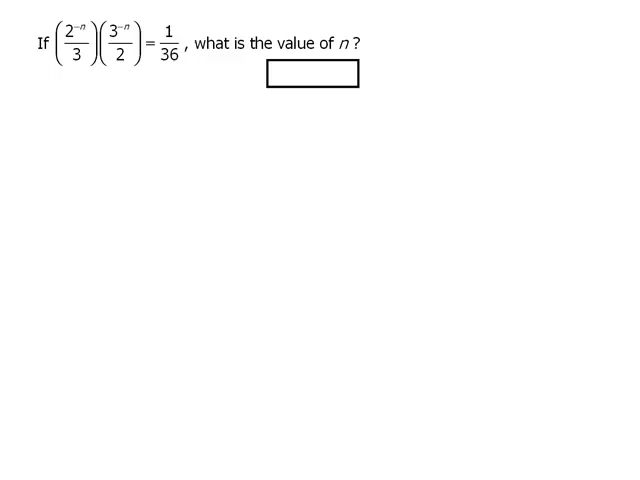 If (2⁻ⁿ/3)(3⁻ⁿ/2) = 1/36 , what is the value of n ?